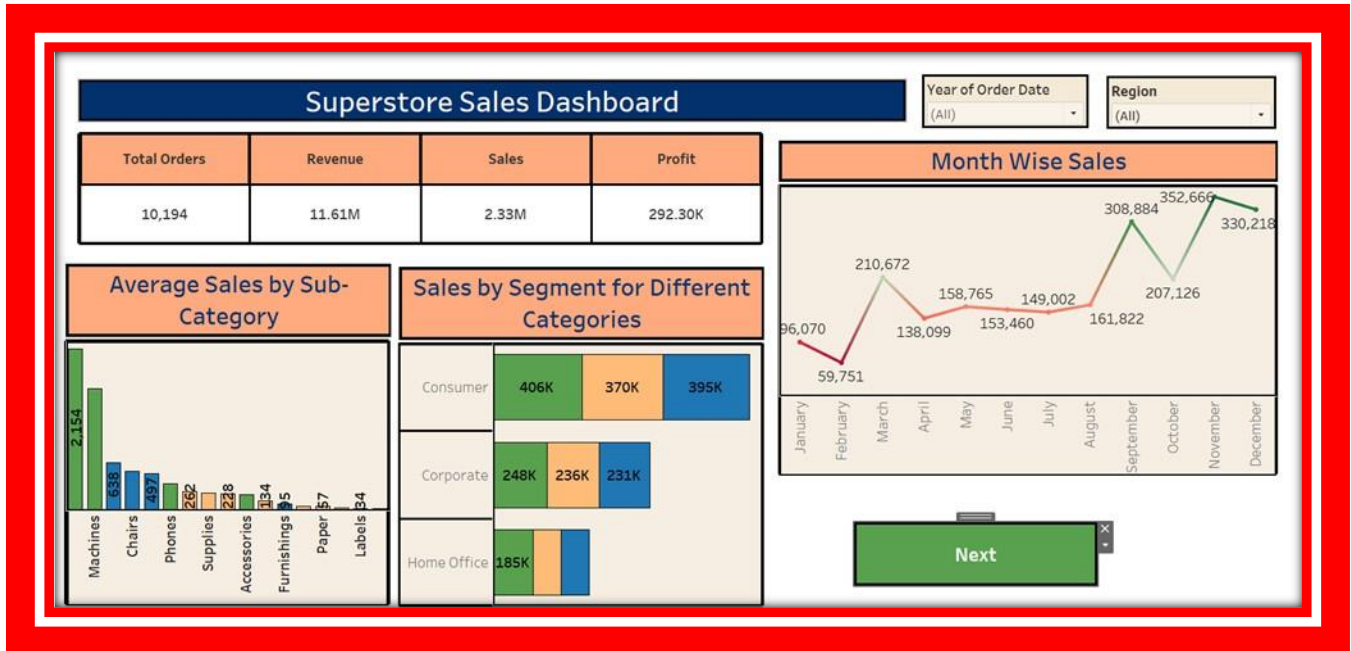 Superstore Sales Dashboard
Year of Order Date
(All)
Region
(All)
Total Orders
Revenue
Sales
Profit
10,194
11.61M
2.33M
292.30K
Month Wise Sales
96,070
59,751
210,672
138,099
158,765
153,460
149,002
161,822
308,884
207,126
352,666
330,218
January
February
March
April
May
June
July
August
September
October
November
December
Average Sales by Sub-
Category
2,154
638
497
262
228
134
95
57
34
Machines
Chairs
Phones
Supplies
Accessories
Furnishings
Paper
Labels
Sales by Segment for Different
Categories
Consumer
406K
370K
395K
Corporate
248K
236K
231K
Home Office
185K
Next